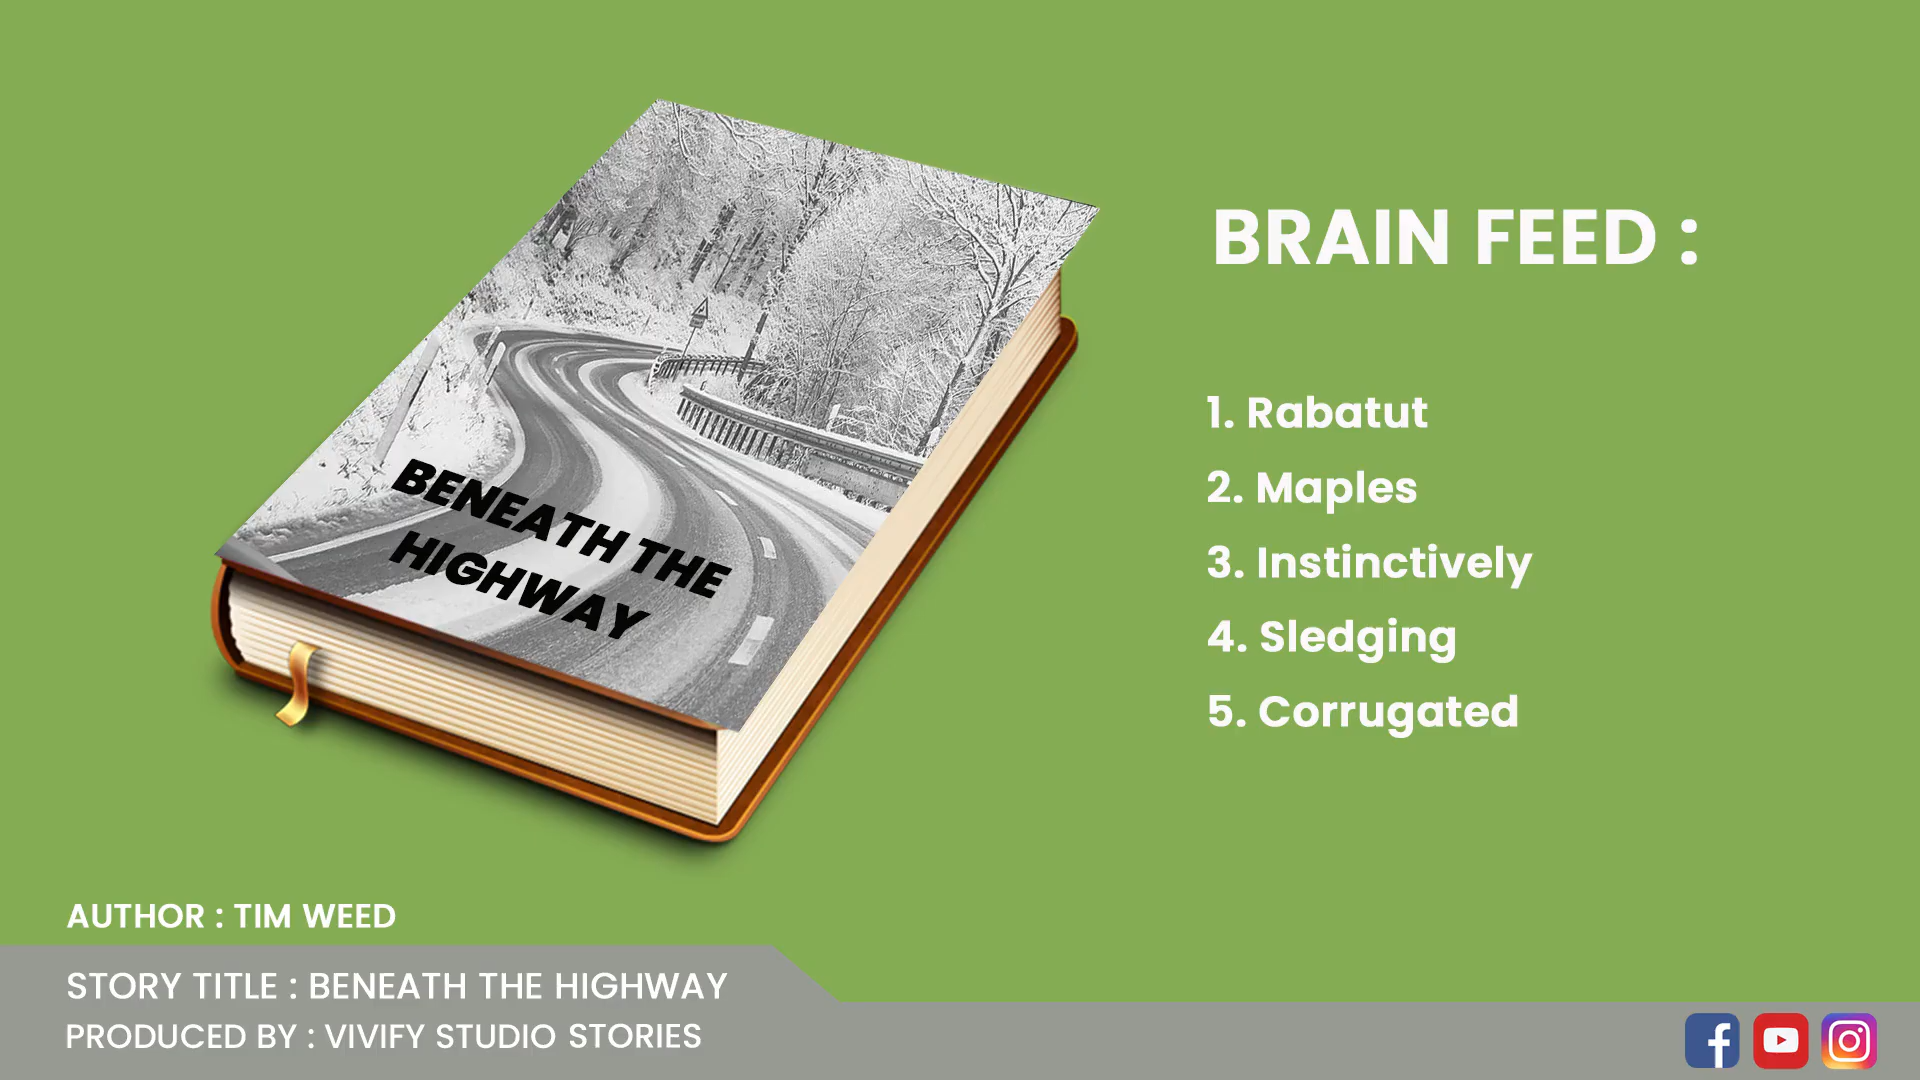 BENEATH THE
HIGHWAY
BRAIN FEED :
1. Rabatut
2. Maples
3. Instinctively
4. Sledging
5. Corrugated
AUTHOR : TIM WEED
STORY TITLE : BENEATH THE HIGHWAY
PRODUCED BY : VIVIFY STUDIO STORIES